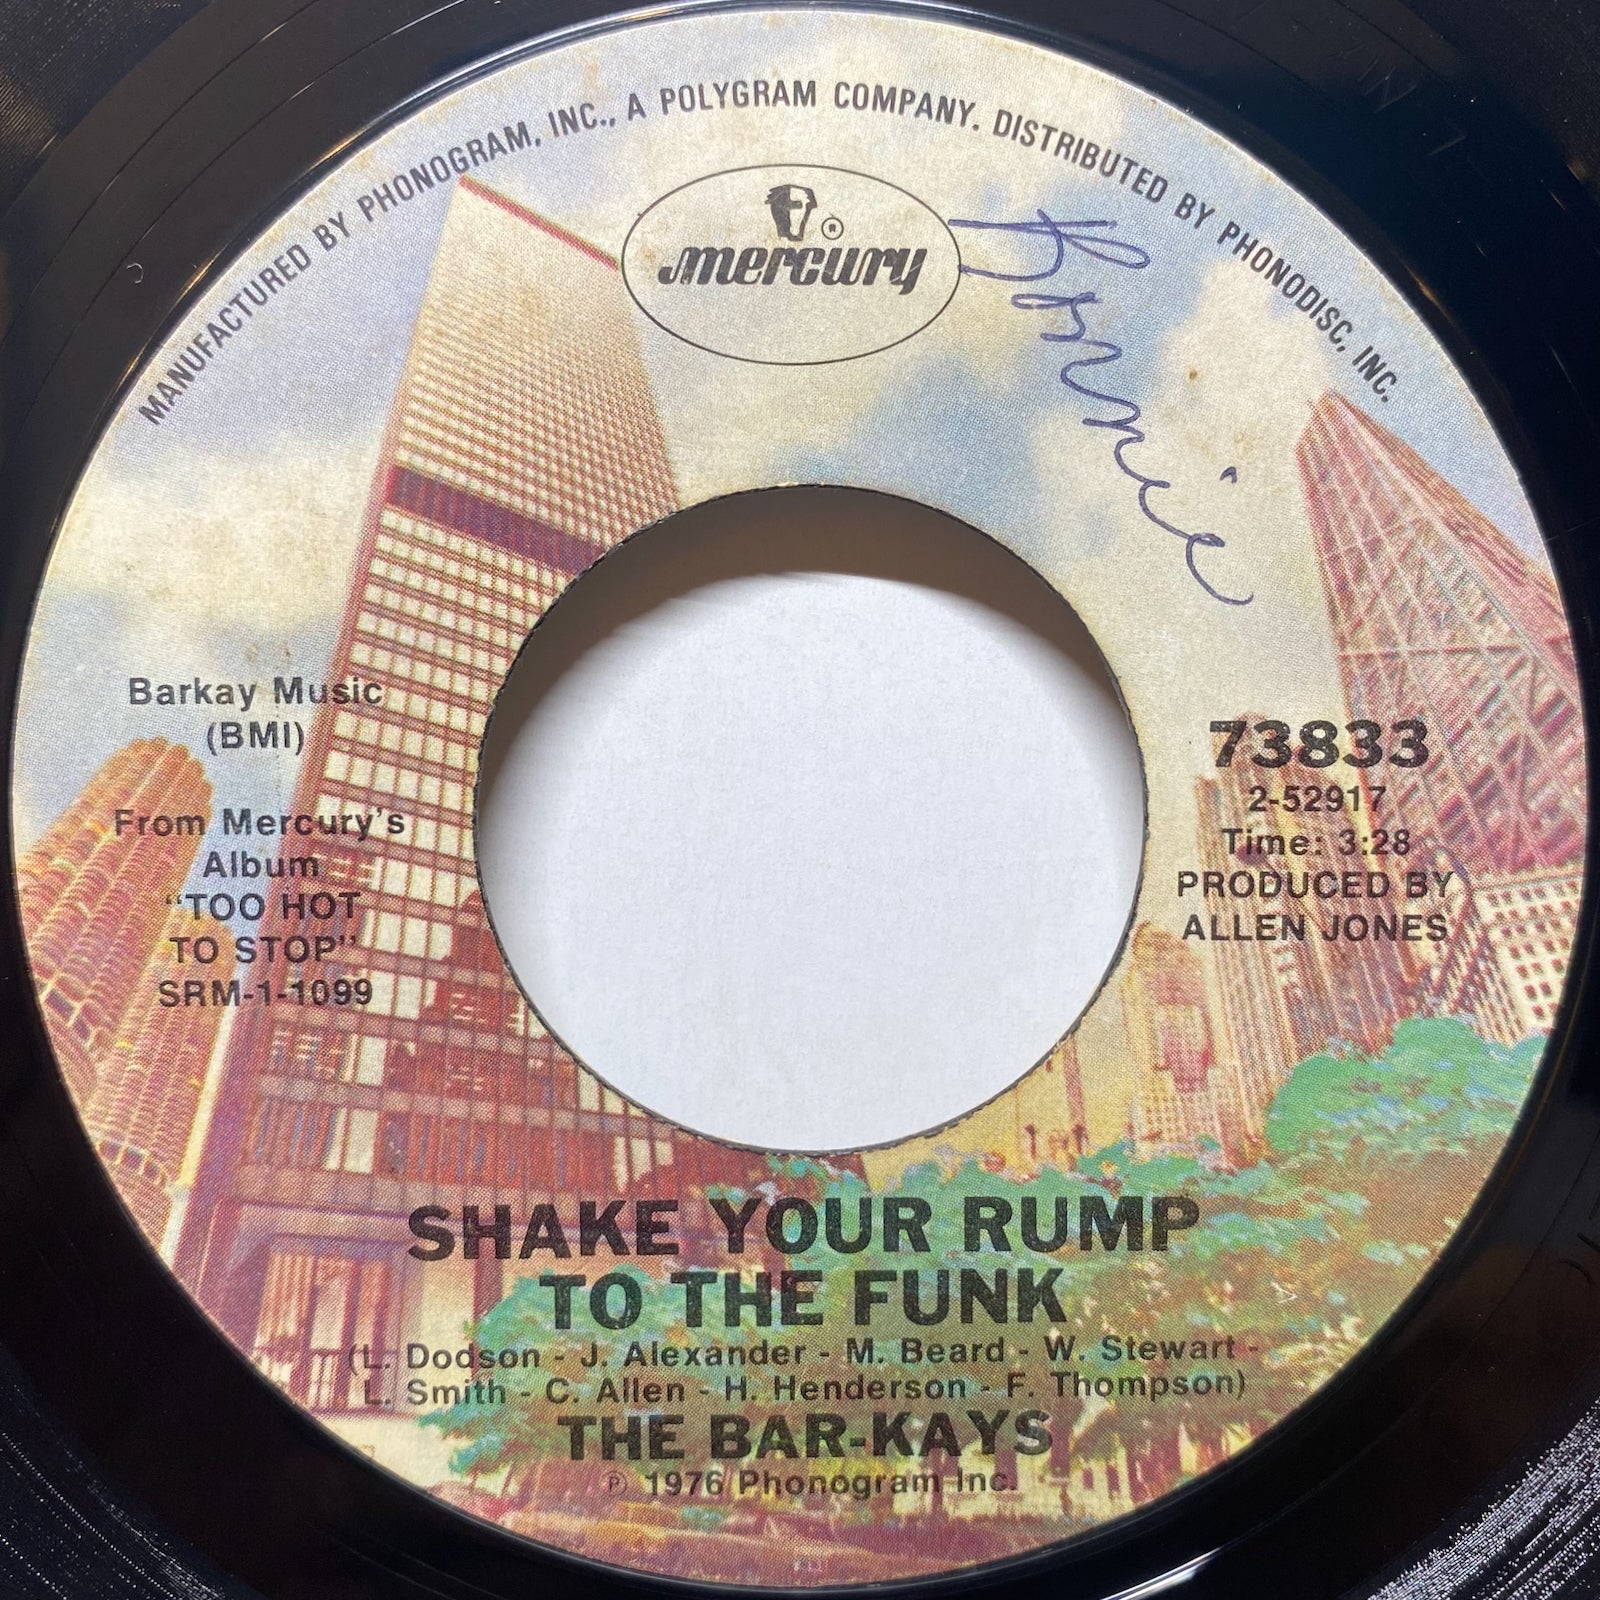 MANUFACTURED BY PHONOGRAM, INC., A POLYGRAM COMPANY. DISTRIBUTED BY PHONODISC, INC.
mercury ®
Bonnie
Barkay Music
(BMI)
From Mercury's
Album
"TOO HOT
TO STOP"
SRM-1-1099
73833
2-52917
Time: 3:28
PRODUCED BY
ALLEN JONES
SHAKE YOUR RUMP
TO THE FUNK
(L. Dodson - J. Alexander - M. Beard - W. Stewart -
L. Smith - C. Allen - H. Henderson - F. Thompson)
THE BAR-KAYS
℗ 1976 Phonogram Inc.